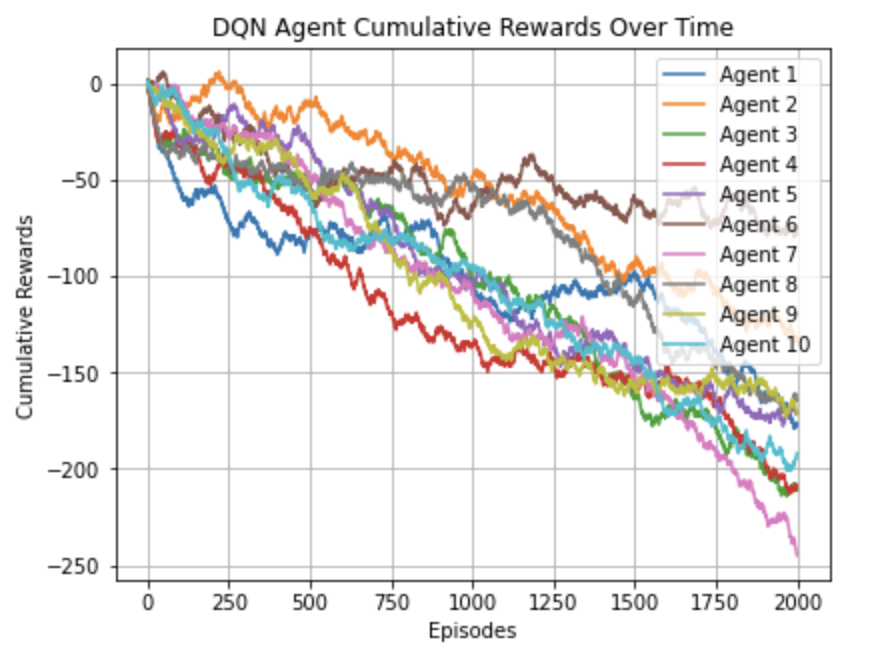 DQN Agent Cumulative Rewards Over Time
Cumulative Rewards
0
−50
−100
−150
−200
−250
Agent 1
Agent 2
Agent 3
Agent 4
Agent 5
Agent 6
Agent 7
Agent 8
Agent 9
Agent 10
0 250 500 750 1000 1250 1500 1750 2000
Episodes